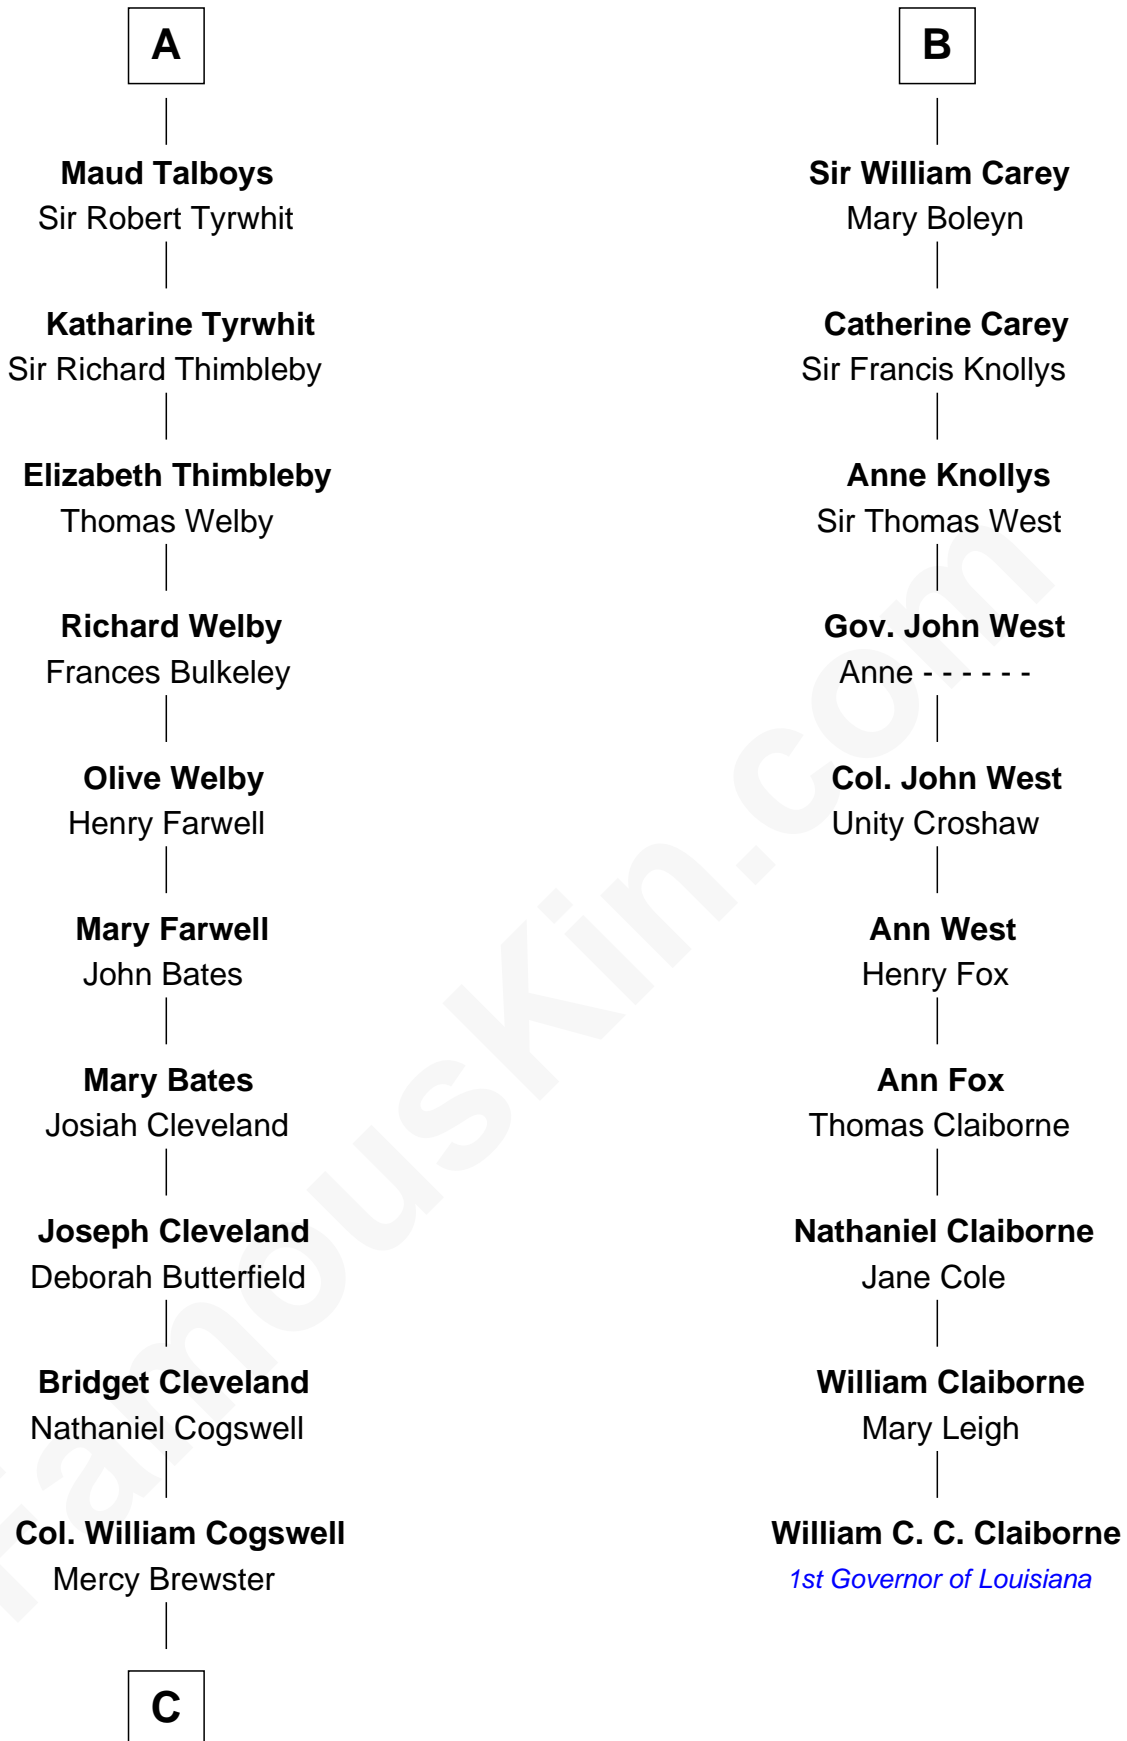 A
Maud Talboys
Sir Robert Tyrwhit
Katharine Tyrwhit
Sir Richard Thimbleby
Elizabeth Thimbleby
Thomas Welby
Richard Welby
Frances Bulkeley
Olive Welby
Henry Farwell
Mary Farwell
John Bates
Mary Bates
Josiah Cleveland
Joseph Cleveland
Deborah Butterfield
Bridget Cleveland
Nathaniel Cogswell
Col. William Cogswell
Mercy Brewster
C
B
Sir William Carey
Mary Boleyn
Catherine Carey
Sir Francis Knollys
Anne Knollys
Sir Thomas West
Gov. John West
Anne - - - - - -
Col. John West
Unity Croshaw
Ann West
Henry Fox
Ann Fox
Thomas Claiborne
Nathaniel Claiborne
Jane Cole
William Claiborne
Mary Leigh
William C. C. Claiborne
1st Governor of Louisiana
FamousKin.com